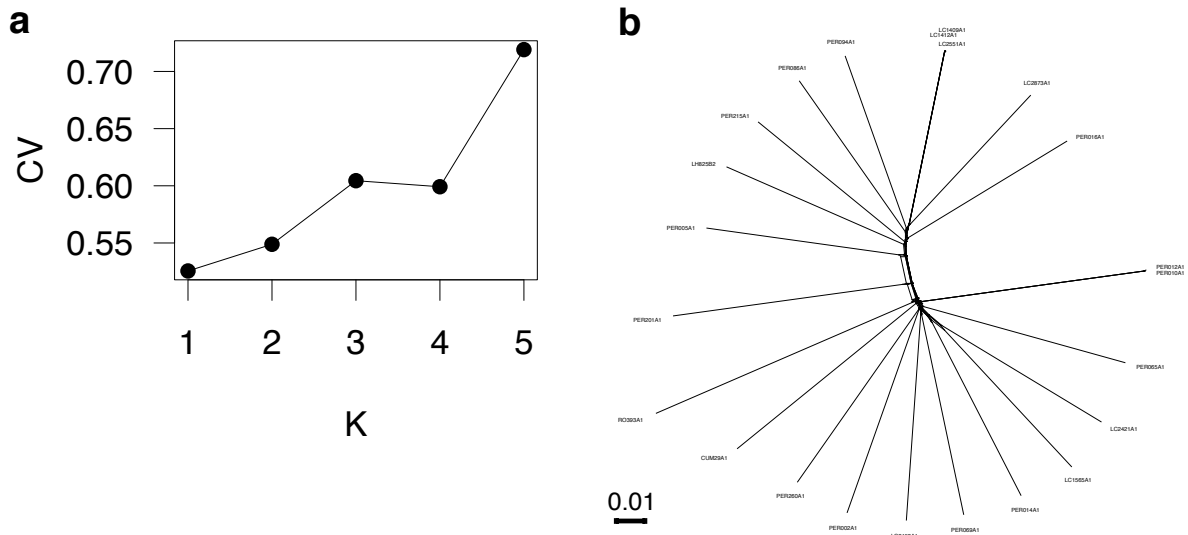 a
b
0.70
0.65
0.60
0.55
CV
1 2 3 4 5
K
LC1409A1
LC1412A1
LC2551A1
PER094A1
PER086A1
LC2873A1
PER215A1
PER016A1
LH625B2
PER005A1
PER012A1
PER010A1
PER201A1
PER065A1
RO393A1
LC2421A1
CUM29A1
LC1565A1
PER260A1
PER014A1
PER002A1
PER069A1
0.01